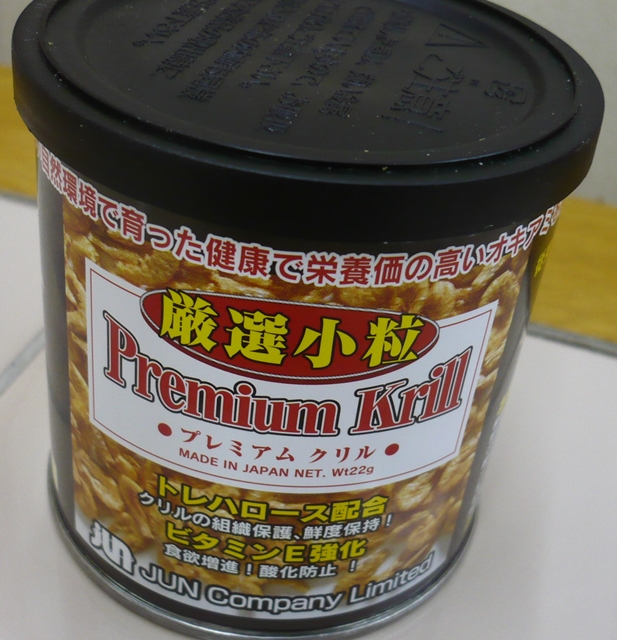 自然環境で育った健康で栄養価の高いオキアミ
厳選小粒
Premium Krill
●プレミアム クリル●
MADE IN JAPAN NET. Wt22g
トレハロース配合
クリルの組織保護、鮮度保持!
ビタミンE強化
食欲増進!酸化防止!
JUN JUN Company Limited